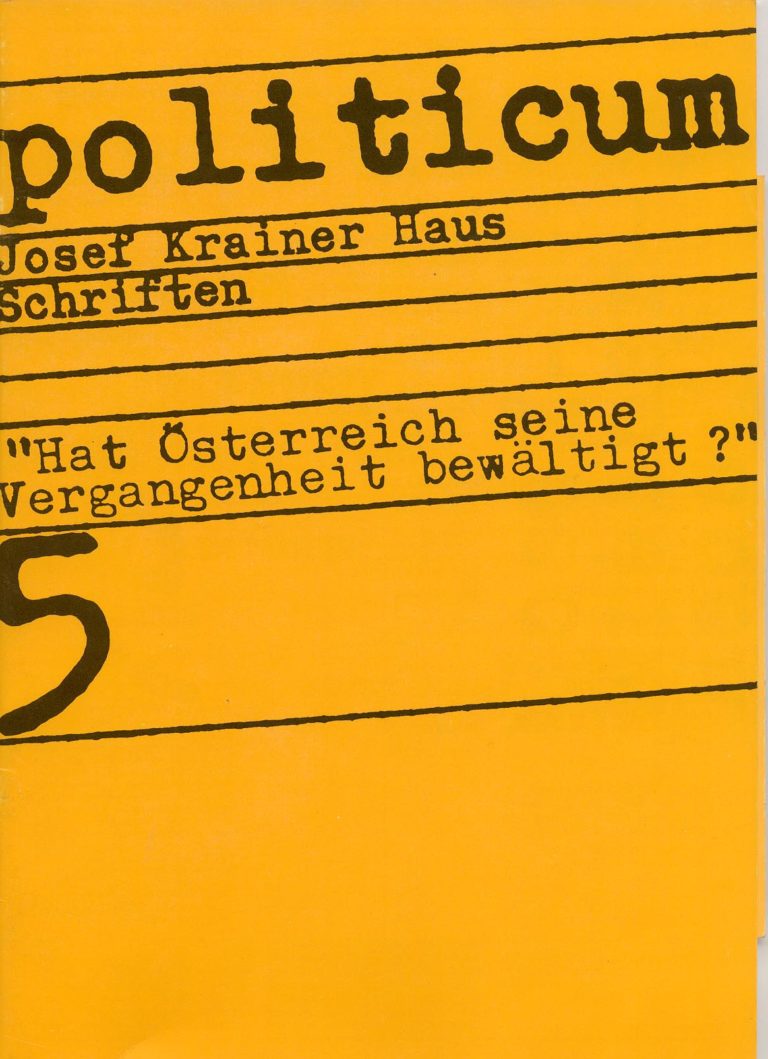 politicum
Josef Krainer Haus
Schriften
"Hat Österreich seine
Vergangenheit bewältigt?"
5